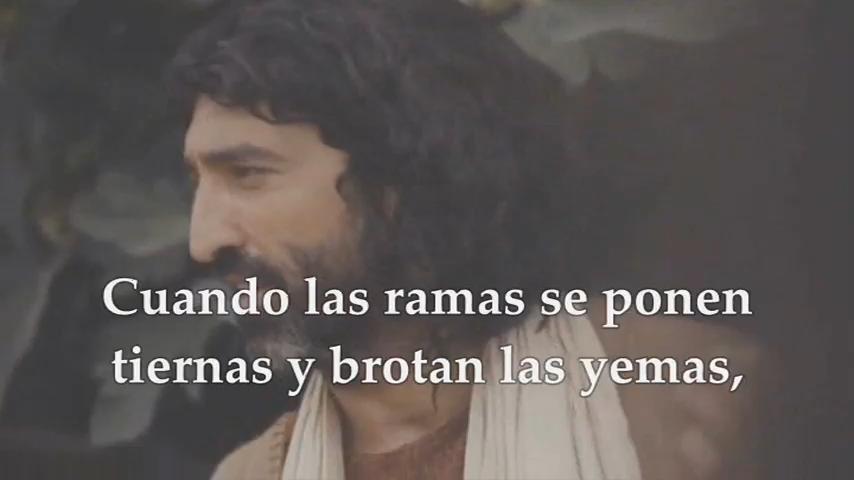 Cuando las ramas se ponen
tiernas y brotan las yemas,